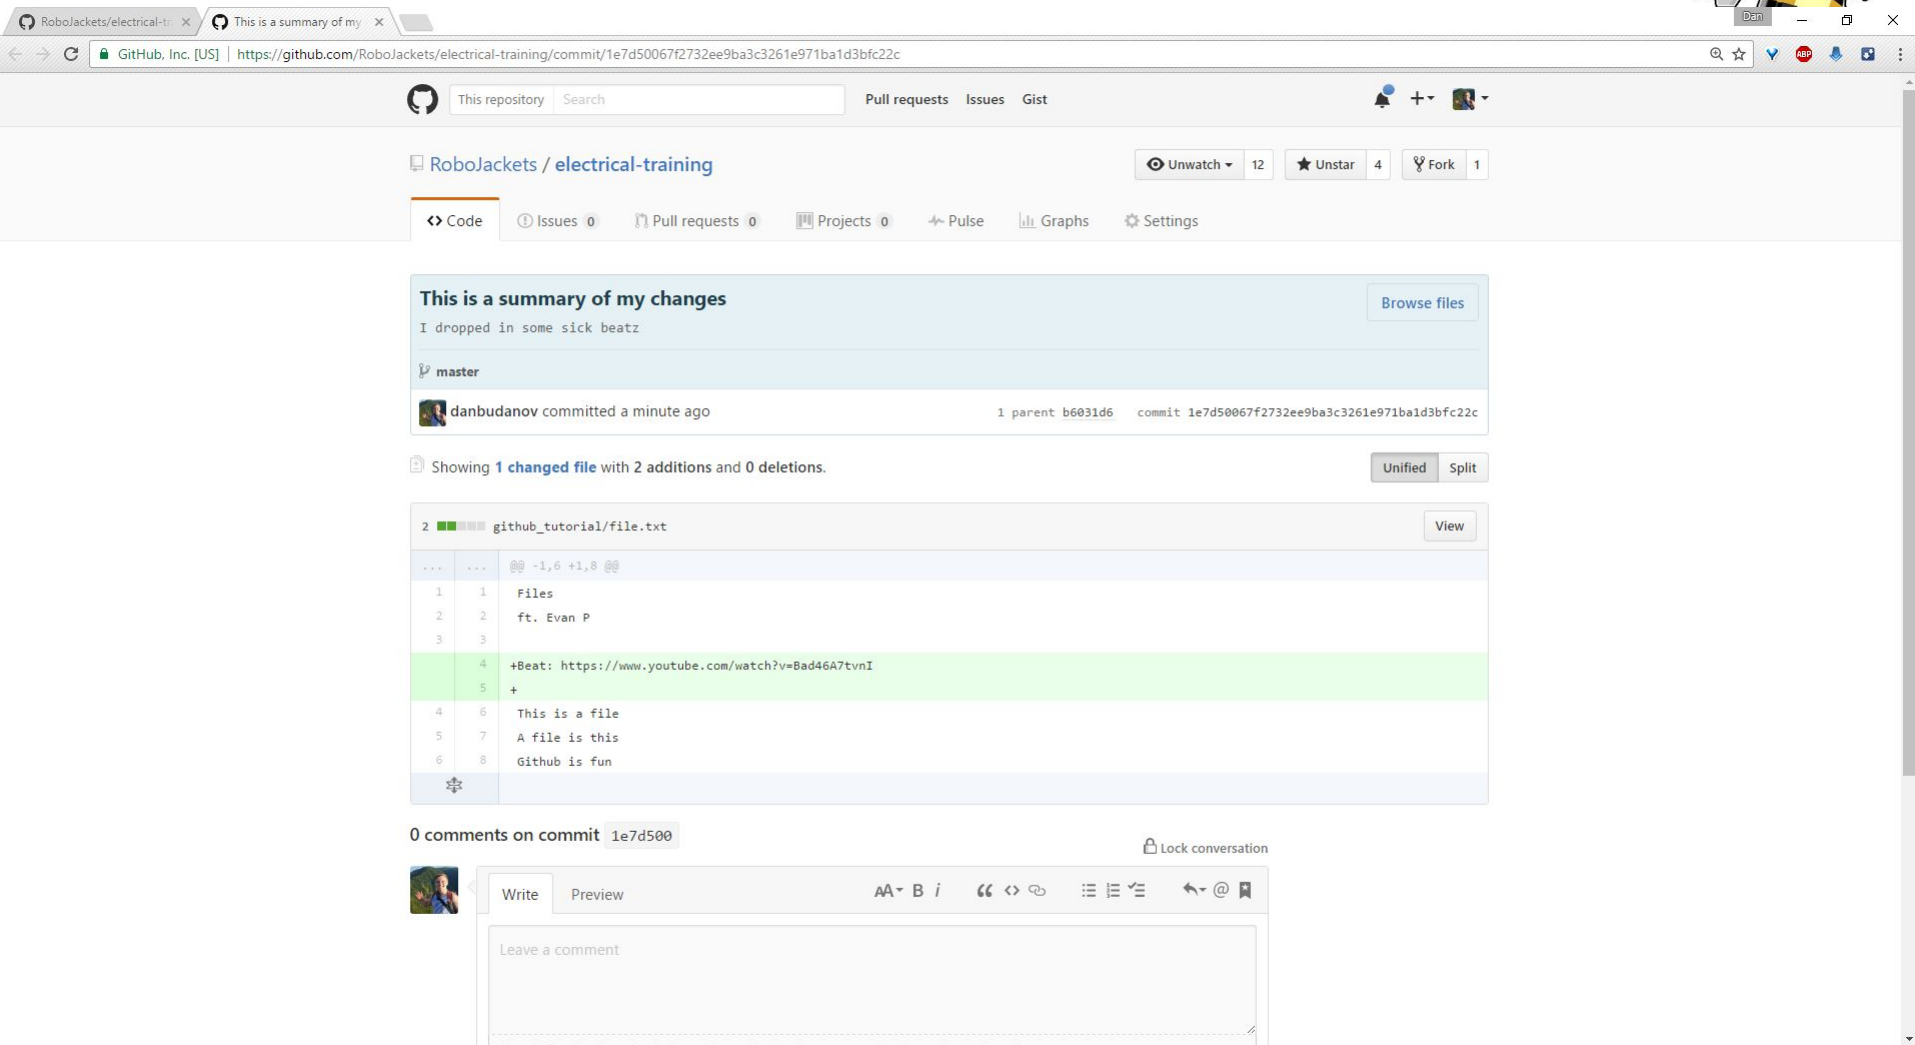 Dan
RoboJackets/electrical-tr
This is a summary of my
GitHub, Inc. [US] https://github.com/RoboJackets/electrical-training/commit/1e7d50067f2732ee9ba3c3261e971ba1d3bfc22c
ABP
This repository Search Pull requests Issues Gist
RoboJackets / electrical-training Unwatch 12 Unstar 4 Fork 1
Code Issues 0 Pull requests 0 Projects 0 Pulse Graphs Settings
This is a summary of my changes Browse files
I dropped in some sick beatz
master
danbudanov committed a minute ago 1 parent b6031d6 commit 1e7d50067f2732ee9ba3c3261e971ba1d3bfc22c
Showing 1 changed file with 2 additions and 0 deletions. Unified Split
2 github_tutorial/file.txt View
... ... @@ -1,6 +1,8 @@
1 1 Files
2 2 ft. Evan P
3 3
4 +Beat: https://www.youtube.com/watch?v=Bad46A7tvnI
5 +
4 6 This is a file
5 7 A file is this
6 8 Github is fun
0 comments on commit 1e7d500
Lock conversation
Write Preview AA B i
Leave a comment